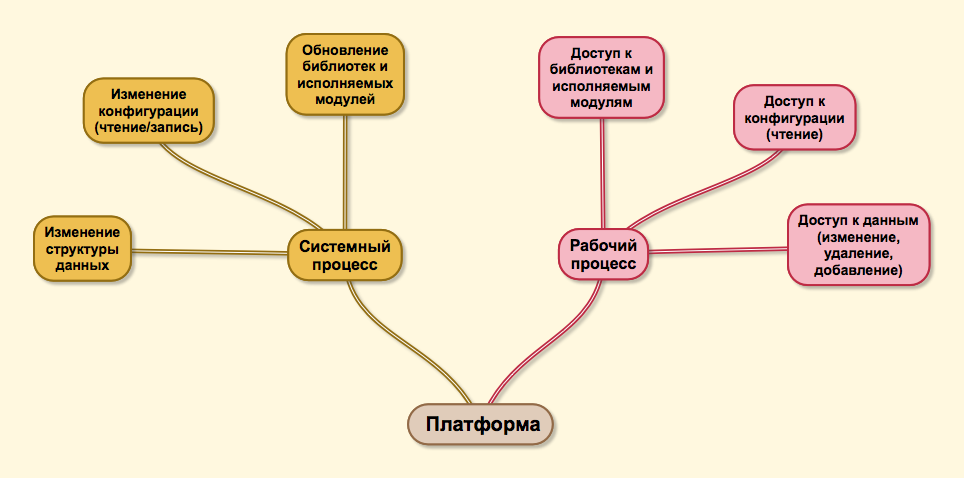 Обновление
библиотек и
исполняемых
модулей
Доступ к
библиотекам и
исполняемым
модулям
Изменение
конфигурации
(чтение/запись)
Доступ к
конфигурации
(чтение)
Изменение
структуры
данных
Системный
процесс
Рабочий
процесс
Доступ к данным
(изменение,
удаление,
добавление)
Платформа